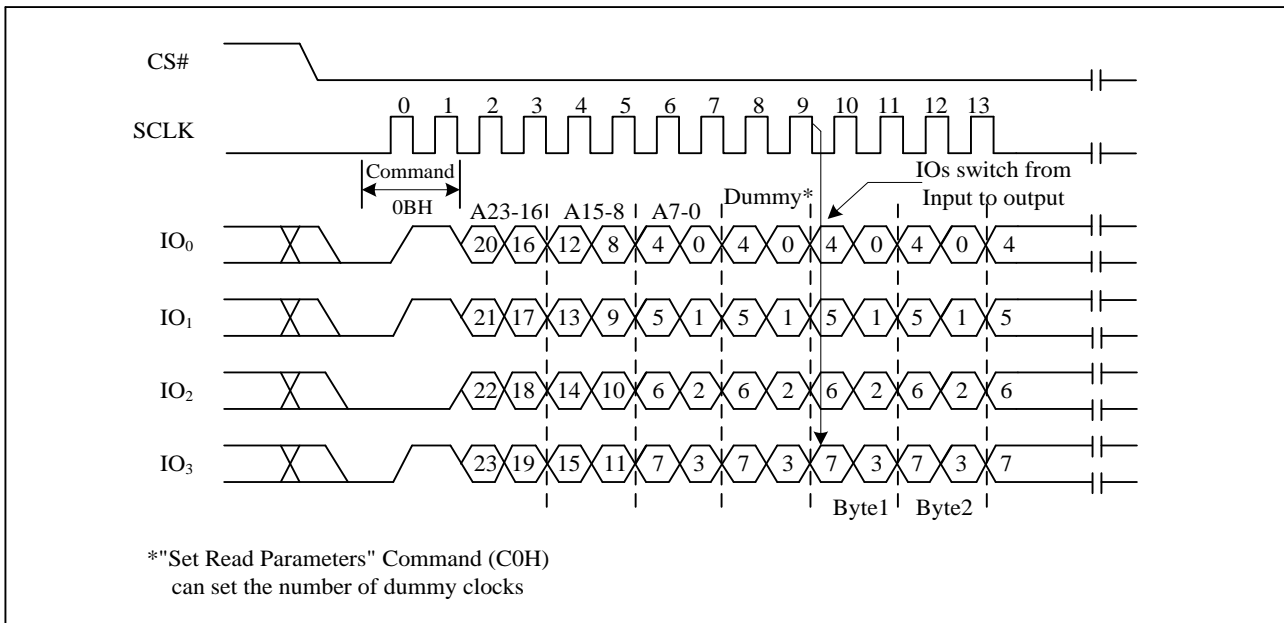 CS#
0 1 2 3 4 5 6 7 8 9 10 11 12 13
SCLK
Command
0BH
IOs switch from
Input to output
Dummy*
A23-16 A15-8 A7-0
IO0 20 16 12 8 4 0 4 0 4 0 4 0 4
IO1 21 17 13 9 5 1 5 1 5 1 5 1 5
IO2 22 18 14 10 6 2 6 2 6 2 6 2 6
IO3 23 19 15 11 7 3 7 3 7 3 7 3 7
Byte1 Byte2
*"Set Read Parameters" Command (C0H)
can set the number of dummy clocks